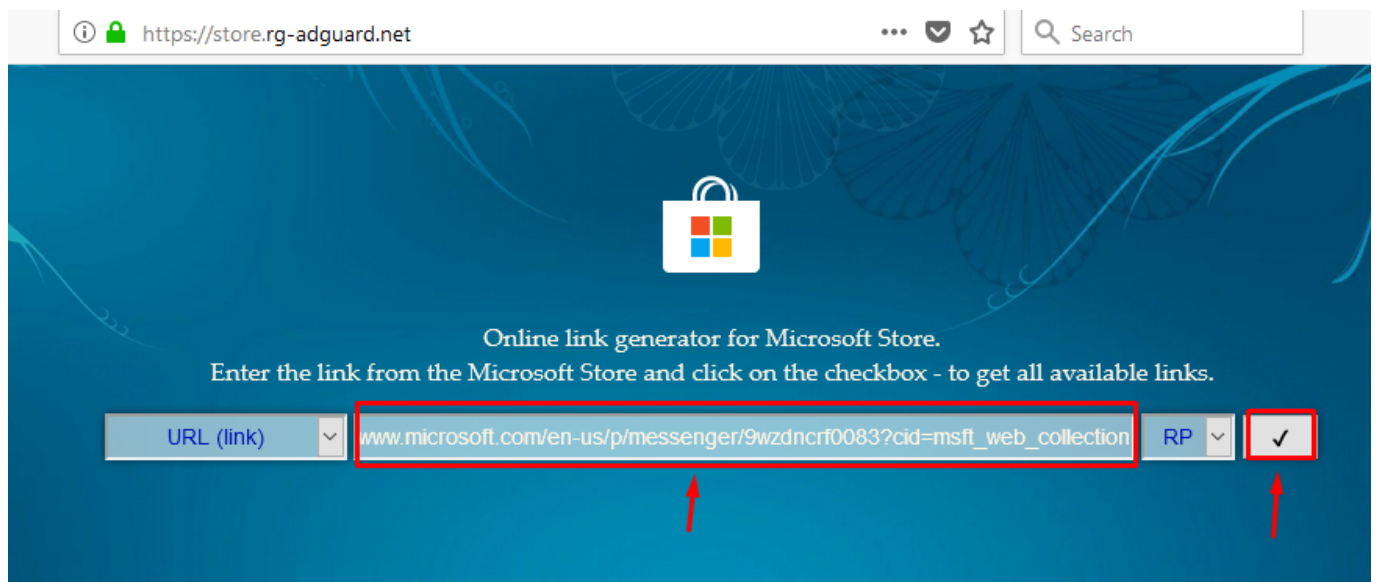 https://store.rg-adguard.net
Search
Online link generator for Microsoft Store.
Enter the link from the Microsoft Store and click on the checkbox - to get all available links.
URL (link) www.microsoft.com/en-us/p/messenger/9wzdncrf0083?cid=msft_web_collection RP ✓